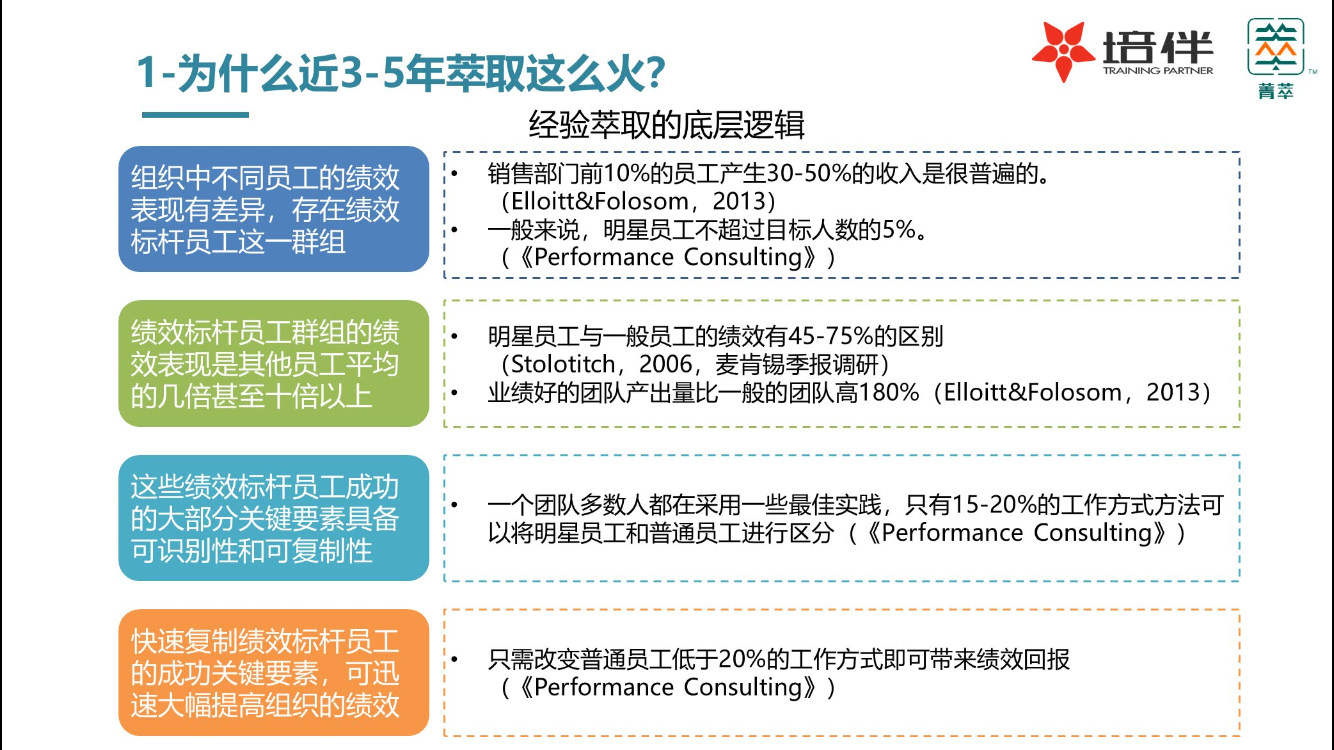 1-为什么近3-5年萃取这么火？
培伴
TRAINING PARTNER
萃
TM
菁萃
经验萃取的底层逻辑
组织中不同员工的绩效
表现有差异，存在绩效
标杆员工这一群组
• 销售部门前10%的员工产生30-50%的收入是很普遍的。
（Elloitt&Folosom，2013）
• 一般来说，明星员工不超过目标人数的5%。
（《Performance Consulting》）
绩效标杆员工群组的绩
效表现是其他员工平均
的几倍甚至十倍以上
• 明星员工与一般员工的绩效有45-75%的区别
（Stolotitch，2006，麦肯锡季报调研）
• 业绩好的团队产出量比一般的团队高180%（Elloitt&Folosom，2013）
这些绩效标杆员工成功
的大部分关键要素具备
可识别性和可复制性
• 一个团队多数人都在采用一些最佳实践，只有15-20%的工作方式方法可
以将明星员工和普通员工进行区分（《Performance Consulting》）
快速复制绩效标杆员工
的成功关键要素，可迅
速大幅提高组织的绩效
• 只需改变普通员工低于20%的工作方式即可带来绩效回报
（《Performance Consulting》）